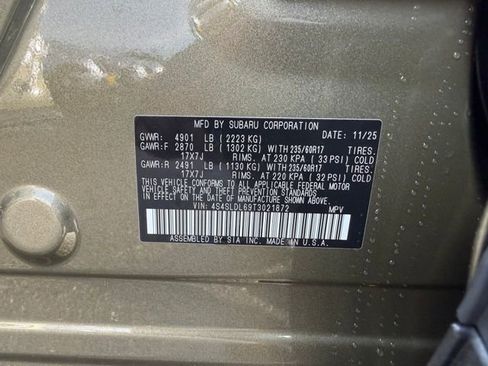 MFD BY SUBARU CORPORATION
GVWR: 4901 LB ( 2223 KG) DATE: 11/25
GAWR:F 2870 LB ( 1302 KG) WITH 235/60R17 TIRES.
17X7J RIMS. AT 230 KPA ( 33 PSI) COLD
GAWR:R 2491 LB ( 1130 KG) WITH 235/60R17 TIRES.
17X7J RIMS. AT 220 KPA ( 32 PSI) COLD
THIS VEHICLE CONFORMS TO ALL APPLICABLE FEDERAL MOTOR
VEHICLE SAFETY AND THEFT PREVENTION STANDARDS
IN EFFECT ON THE DATE OF MANUFACTURE SHOWN ABOVE.
VIN: 4S4SLDL69T3021872 MPV
ASSEMBLED BY SIA INC. MADE IN U.S.A.